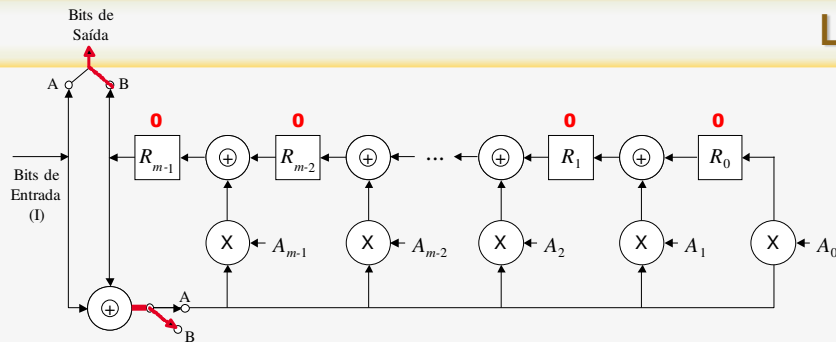 Bits de
Saída
L
A
B
0 0 0 0
R_{m-1} + R_{m-2} + ... + R_1 + R_0
Bits de
Entrada
(I)
X A_{m-1} X A_{m-2} X A_2 X A_1 X A_0
+
A
B